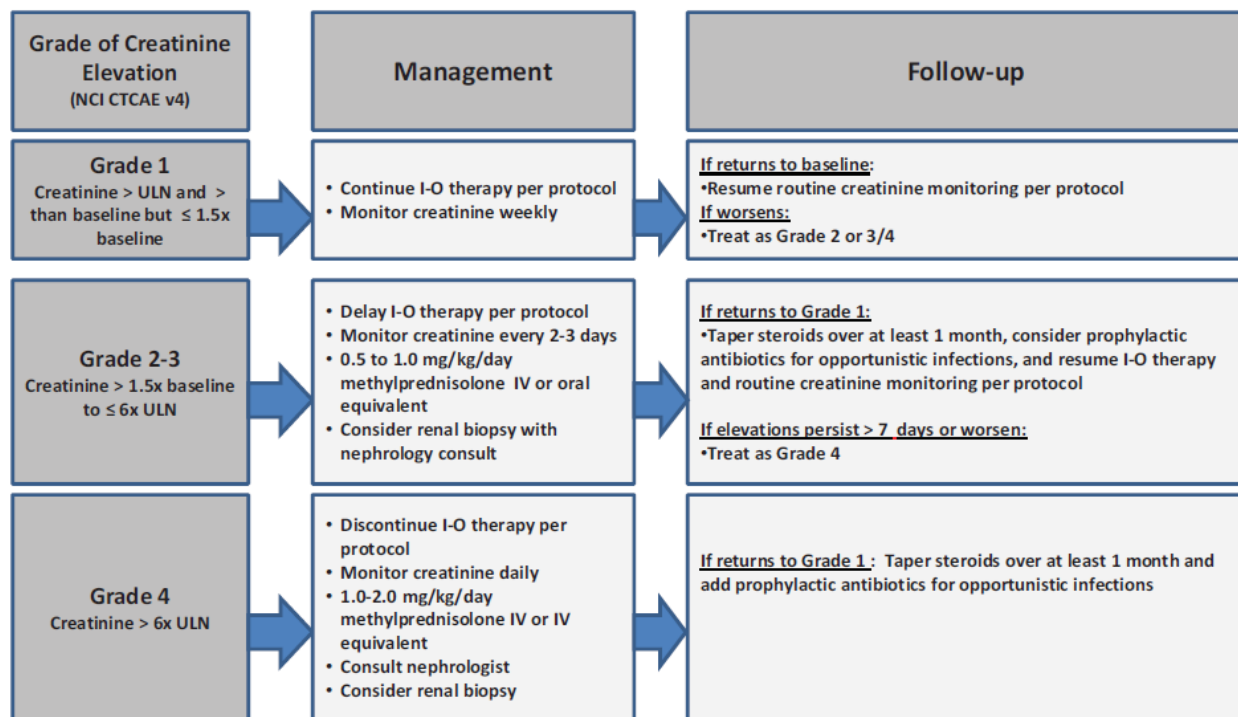 Grade of Creatinine
Elevation
(NCI CTCAE v4)
Management
Follow-up
Grade 1
Creatinine > ULN and >
than baseline but ≤ 1.5x
baseline
• Continue I-O therapy per protocol
• Monitor creatinine weekly
If returns to baseline:
•Resume routine creatinine monitoring per protocol
If worsens:
•Treat as Grade 2 or 3/4
Grade 2-3
Creatinine > 1.5x baseline
to ≤ 6x ULN
• Delay I-O therapy per protocol
• Monitor creatinine every 2-3 days
• 0.5 to 1.0 mg/kg/day
methylprednisolone IV or oral
equivalent
• Consider renal biopsy with
nephrology consult
If returns to Grade 1:
•Taper steroids over at least 1 month, consider prophylactic
antibiotics for opportunistic infections, and resume I-O therapy
and routine creatinine monitoring per protocol
If elevations persist > 7 days or worsen:
•Treat as Grade 4
Grade 4
Creatinine > 6x ULN
• Discontinue I-O therapy per
protocol
• Monitor creatinine daily
• 1.0-2.0 mg/kg/day
methylprednisolone IV or IV
equivalent
• Consult nephrologist
• Consider renal biopsy
If returns to Grade 1 : Taper steroids over at least 1 month and
add prophylactic antibiotics for opportunistic infections